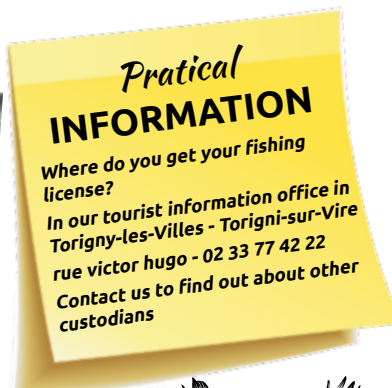 Pratical
INFORMATION
Where do you get your fishing
license?
In our tourist information office in
Torigny-les-Villes - Torigni-sur-Vire
rue victor hugo - 02 33 77 42 22
Contact us to find out about other
custodians